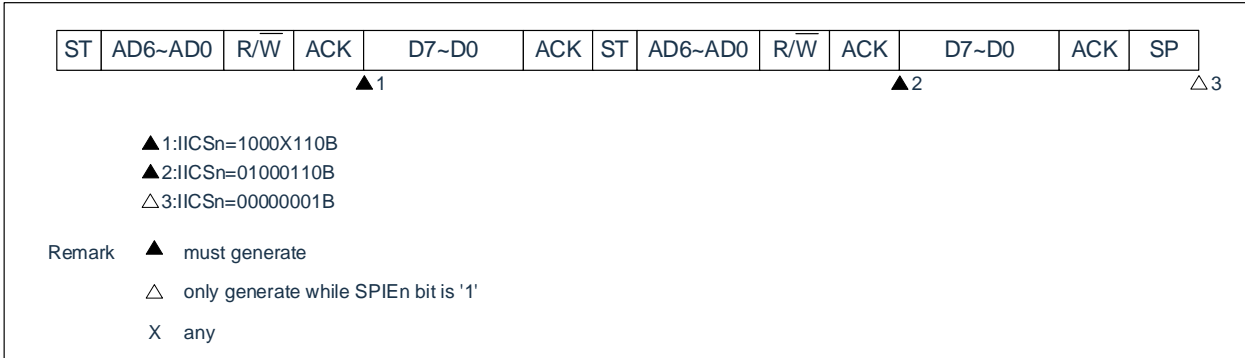 ST AD6~AD0 R/W̅ ACK D7~D0 ACK ST AD6~AD0 R/W̅ ACK D7~D0 ACK SP
▲1 ▲2 △3
▲1:IICSn=1000X110B
▲2:IICSn=01000110B
△3:IICSn=00000001B
Remark ▲ must generate
△ only generate while SPIEn bit is '1'
X any